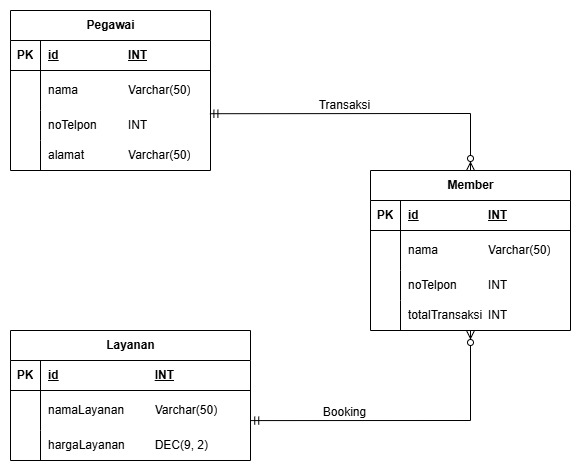 Pegawai
PK id INT
nama Varchar(50)
noTelpon INT
alamat Varchar(50)
Transaksi
Member
PK id INT
nama Varchar(50)
noTelpon INT
totalTransaksi INT
Layanan
PK id INT
namaLayanan Varchar(50)
hargaLayanan DEC(9, 2)
Booking